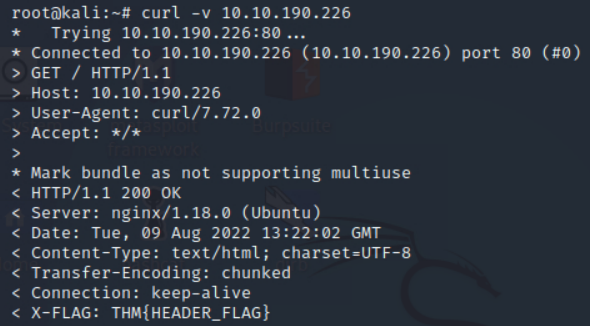 root@kali:~# curl -v 10.10.190.226
*   Trying 10.10.190.226:80 ...
* Connected to 10.10.190.226 (10.10.190.226) port 80 (#0)
> GET / HTTP/1.1
> Host: 10.10.190.226
> User-Agent: curl/7.72.0
> Accept: */*
>
* Mark bundle as not supporting multiuse
< HTTP/1.1 200 OK
< Server: nginx/1.18.0 (Ubuntu)
< Date: Tue, 09 Aug 2022 13:22:02 GMT
< Content-Type: text/html; charset=UTF-8
< Transfer-Encoding: chunked
< Connection: keep-alive
< X-FLAG: THM{HEADER_FLAG}